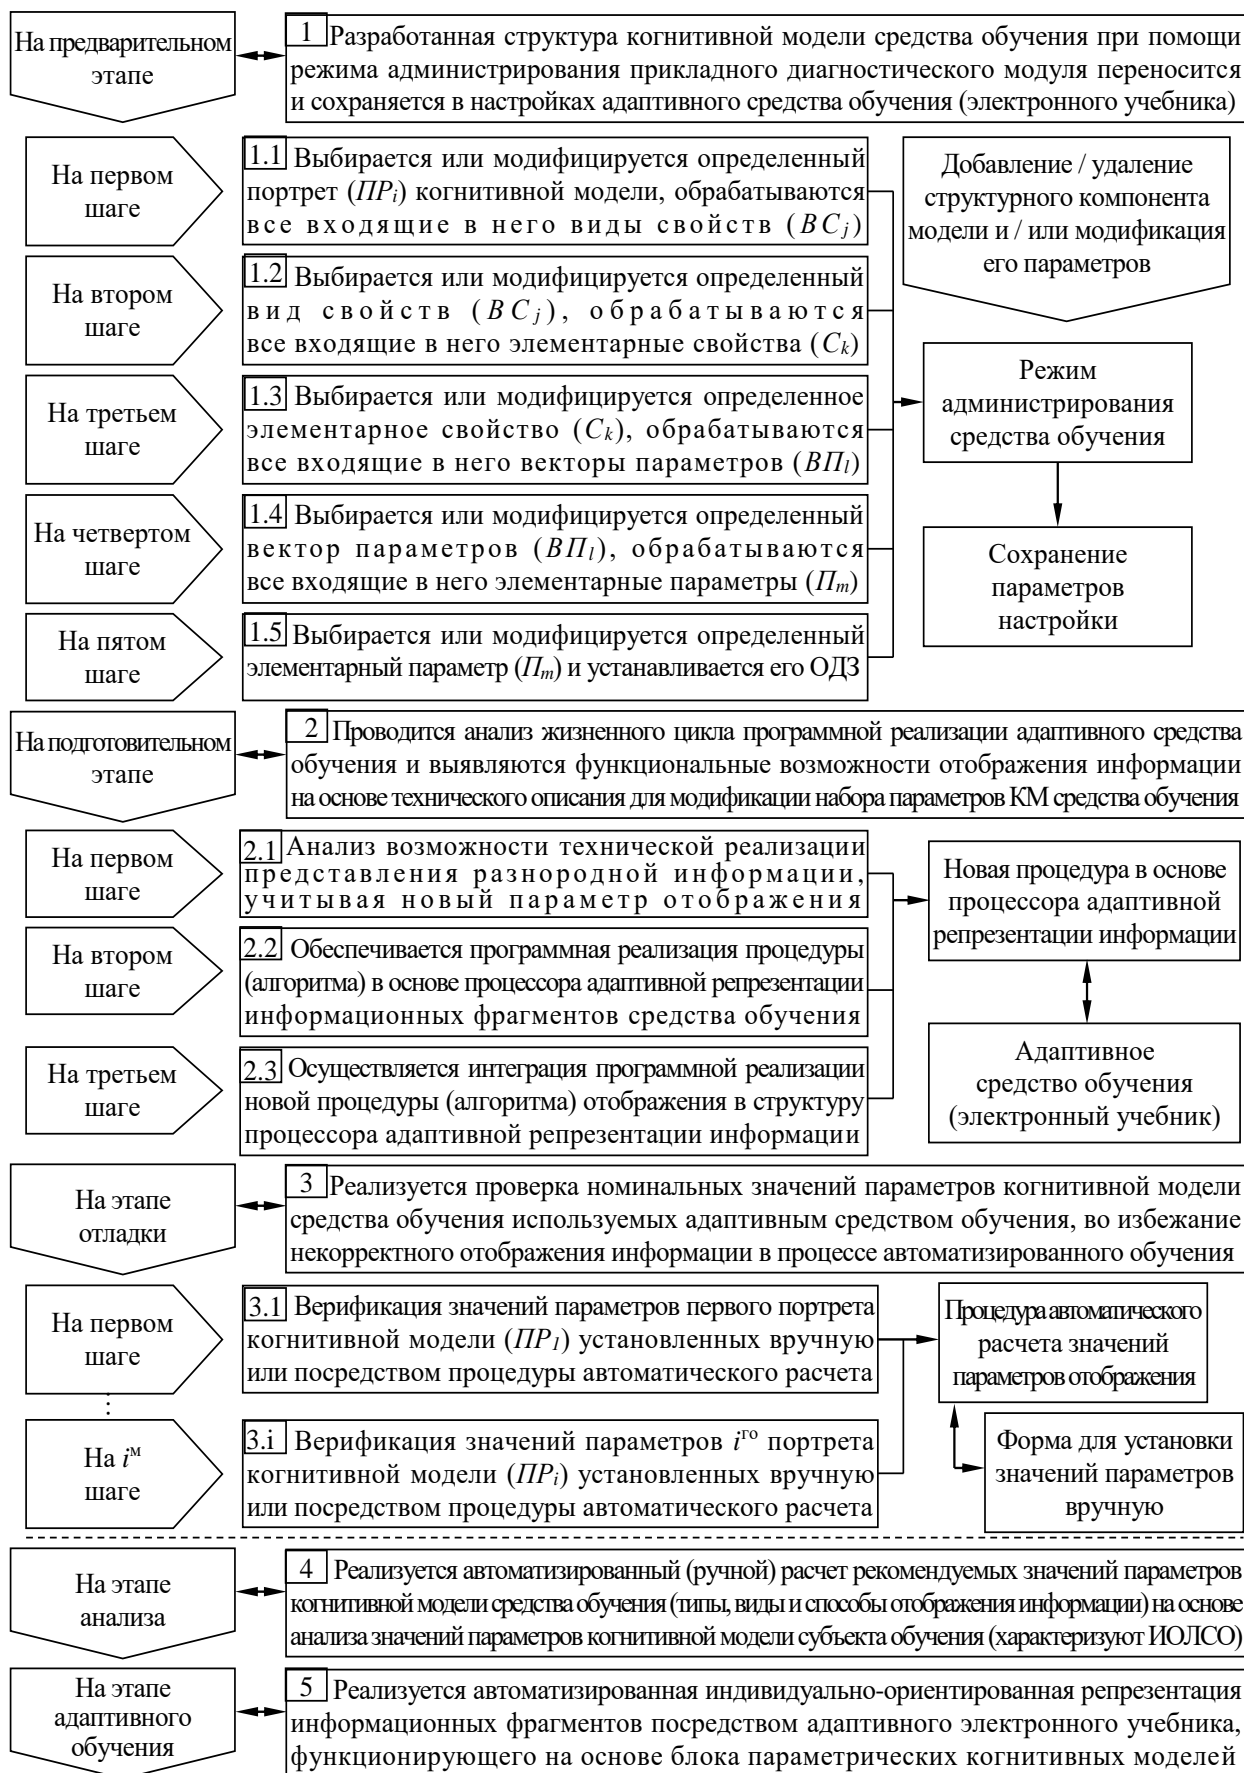 На предварительном
этапе
1 Разработанная структура когнитивной модели средства обучения при помощи
режима администрирования прикладного диагностического модуля переносится
и сохраняется в настройках адаптивного средства обучения (электронного учебника)
На первом
шаге
1.1 Выбирается или модифицируется определенный
портрет (ПРi) когнитивной модели, обрабатываются
все входящие в него виды свойств (ВСj)
На втором
шаге
1.2 Выбирается или модифицируется определенный
вид свойств (ВСj), обрабатываются
все входящие в него элементарные свойства (Сk)
На третьем
шаге
1.3 Выбирается или модифицируется определенное
элементарное свойство (Сk), обрабатываются
все входящие в него векторы параметров (ВПl)
На четвертом
шаге
1.4 Выбирается или модифицируется определенный
вектор параметров (ВПl), обрабатываются
все входящие в него элементарные параметры (Пm)
На пятом
шаге
1.5 Выбирается или модифицируется определенный
элементарный параметр (Пm) и устанавливается его ОДЗ
Добавление / удаление
структурного компонента
модели и / или модификация
его параметров
Режим
администрирования
средства обучения
Сохранение
параметров
настройки
На подготовительном
этапе
2 Проводится анализ жизненного цикла программной реализации адаптивного средства
обучения и выявляются функциональные возможности отображения информации
на основе технического описания для модификации набора параметров КМ средства обучения
На первом
шаге
2.1 Анализ возможности технической реализации
представления разнородной информации,
учитывая новый параметр отображения
На втором
шаге
2.2 Обеспечивается программная реализация процедуры
(алгоритма) в основе процессора адаптивной репрезентации
информационных фрагментов средства обучения
На третьем
шаге
2.3 Осуществляется интеграция программной реализации
новой процедуры (алгоритма) отображения в структуру
процессора адаптивной репрезентации информации
Новая процедура в основе
процессора адаптивной
репрезентации информации
Адаптивное
средство обучения
(электронный учебник)
На этапе
отладки
3 Реализуется проверка номинальных значений параметров когнитивной модели
средства обучения используемых адаптивным средством обучения, во избежание
некорректного отображения информации в процессе автоматизированного обучения
На первом
шаге
3.1 Верификация значений параметров первого портрета
когнитивной модели (ПР1) установленных вручную
или посредством процедуры автоматического расчета
⋮
На iм
шаге
3.i Верификация значений параметров iго портрета
когнитивной модели (ПРi) установленных вручную
или посредством процедуры автоматического расчета
Процедура автоматического
расчета значений
параметров отображения
Форма для установки
значений параметров
вручную
На этапе
анализа
4 Реализуется автоматизированный (ручной) расчет рекомендуемых значений параметров
когнитивной модели средства обучения (типы, виды и способы отображения информации) на основе
анализа значений параметров когнитивной модели субъекта обучения (характеризуют ИОЛСО)
На этапе
адаптивного
обучения
5 Реализуется автоматизированная индивидуально-ориентированная репрезентация
информационных фрагментов посредством адаптивного электронного учебника,
функционирующего на основе блока параметрических когнитивных моделей